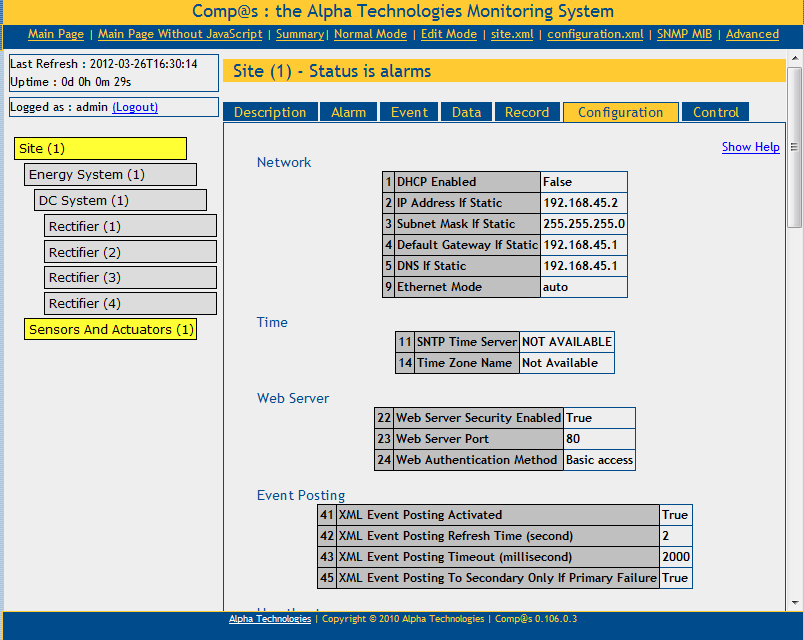 Comp@s : the Alpha Technologies Monitoring System
Main Page | Main Page Without JavaScript | Summary | Normal Mode | Edit Mode | site.xml | configuration.xml | SNMP MIB | Advanced
Last Refresh : 2012-03-26T16:30:14
Uptime : 0d 0h 0m 29s
Logged as : admin (Logout)
Site (1)
Energy System (1)
DC System (1)
Rectifier (1)
Rectifier (2)
Rectifier (3)
Rectifier (4)
Sensors And Actuators (1)
Site (1) - Status is alarms
Description Alarm Event Data Record Configuration Control
Show Help
Network
1 DHCP Enabled False
2 IP Address If Static 192.168.45.2
3 Subnet Mask If Static 255.255.255.0
4 Default Gateway If Static 192.168.45.1
5 DNS If Static 192.168.45.1
9 Ethernet Mode auto
Time
11 SNTP Time Server NOT AVAILABLE
14 Time Zone Name Not Available
Web Server
22 Web Server Security Enabled True
23 Web Server Port 80
24 Web Authentication Method Basic access
Event Posting
41 XML Event Posting Activated True
42 XML Event Posting Refresh Time (second) 2
43 XML Event Posting Timeout (millisecond) 2000
45 XML Event Posting To Secondary Only If Primary Failure True
Alpha Technologies | Copyright © 2010 Alpha Technologies | Comp@s 0.106.0.3